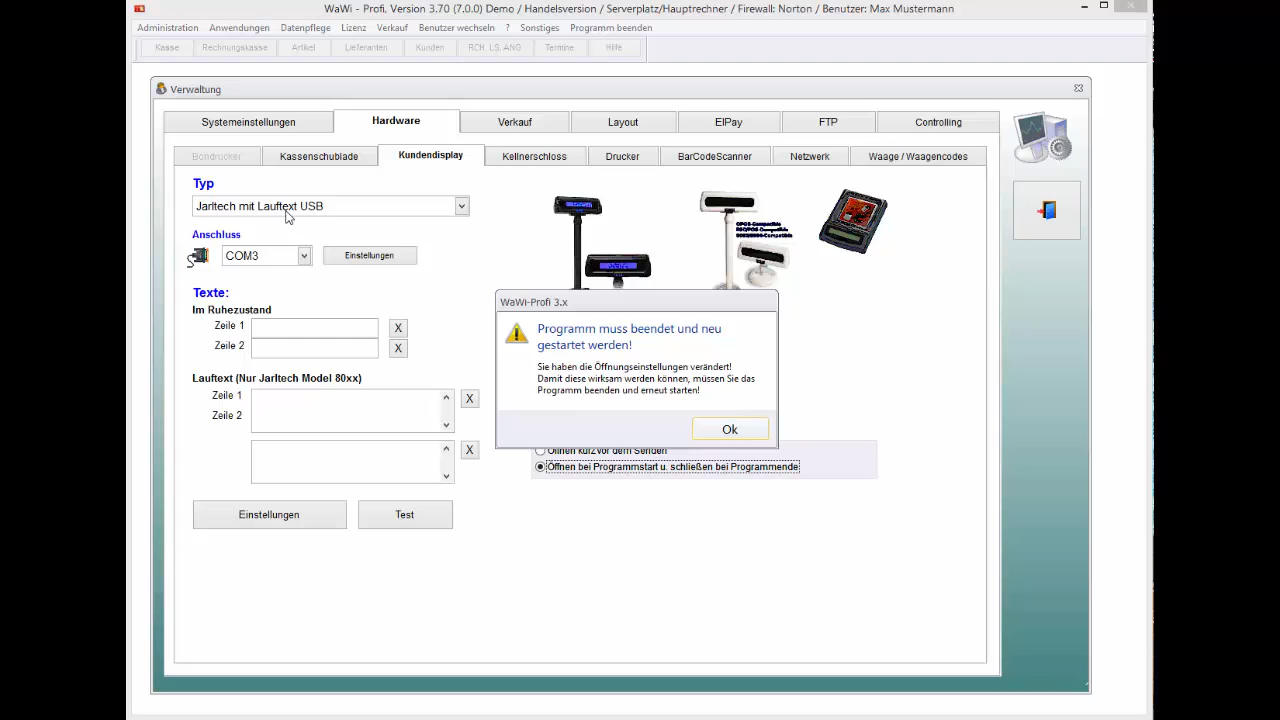 WaWi - Profi, Version 3.70 (7.0.0) Demo / Handelsversion / Serverplatz/Hauptrechner / Firewall: Norton / Benutzer: Max Mustermann
Administration Anwendungen Datenpflege Lizenz Verkauf Benutzer wechseln ? Sonstiges Programm beenden
Kasse Rechnungskasse Artikel Lieferanten Kunden RCH, LS, ANG Termine Hilfe
Verwaltung
Systemeinstellungen Hardware Verkauf Layout ElPay FTP Controlling
Bondrucker Kassenschublade Kundendisplay Kellnerschloss Drucker BarCodeScanner Netzwerk Waage / Waagencodes
Typ
Jarltech mit Lauftext USB
Anschluss
COM3 Einstellungen
Texte:
Im Ruhezustand
Zeile 1 X
Zeile 2 X
Lauftext (Nur Jarltech Model 80xx)
Zeile 1 X
Zeile 2
X
Einstellungen Test
WaWi-Profi 3.x
Programm muss beendet und neu
gestartet werden!
Sie haben die Öffnungseinstellungen verändert!
Damit diese wirksam werden können, müssen Sie das
Programm beenden und erneut starten!
Ok
Öffnen kurz vor dem Senden
Öffnen bei Programmstart u. schließen bei Programmende